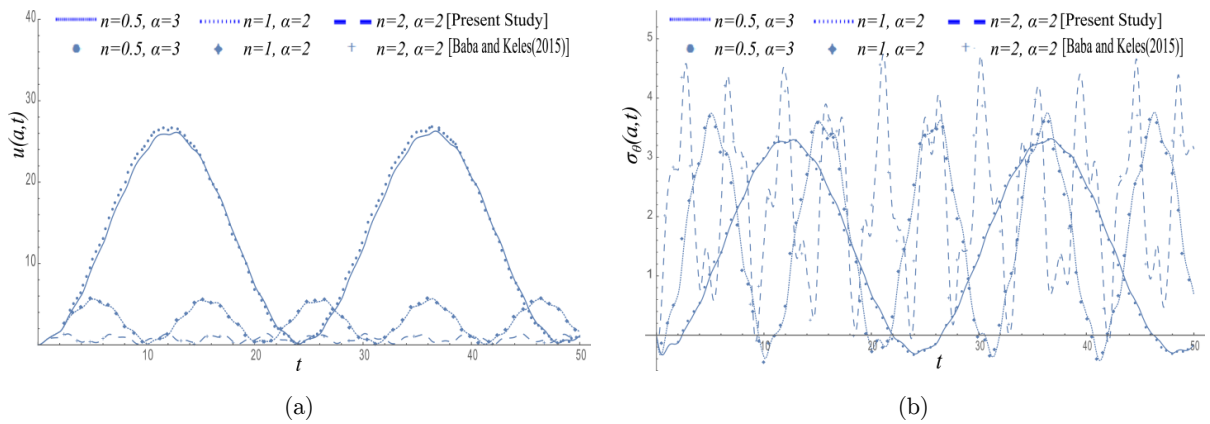 n=0.5, α=3 n=1, α=2 n=2, α=2 [Present Study]
n=0.5, α=3 n=1, α=2 n=2, α=2 [Baba and Keles(2015)]
u(a,t)
40
30
20
10
10 20 30 40 50
t
(a)
n=0.5, α=3 n=1, α=2 n=2, α=2 [Present Study]
n=0.5, α=3 n=1, α=2 n=2, α=2 [Baba and Keles(2015)]
σθ(a,t)
5
4
3
2
1
10 20 30 40 50
t
(b)